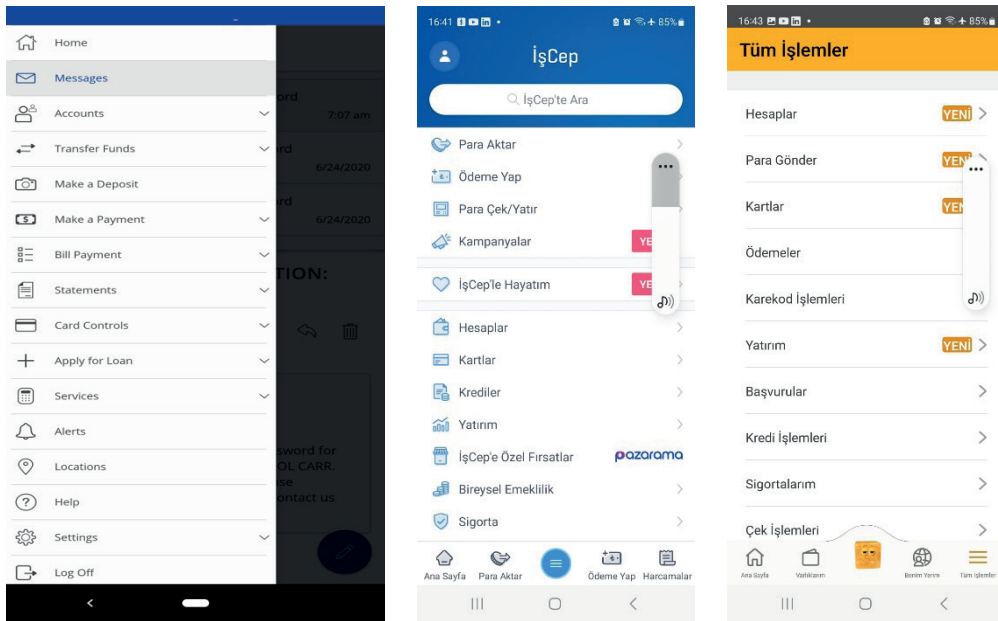 Home
Messages
Accounts
Transfer Funds
Make a Deposit
Make a Payment
Bill Payment
Statements
Card Controls
Apply for Loan
Services
Alerts
Locations
Help
Settings
Log Off
ord
7:07 am
rd
6/24/2020
rd
6/24/2020
TION:
sword for
OL CARR.
se
ontact us
16:41
85%
İşCep
İşCep'te Ara
Para Aktar
Ödeme Yap
Para Çek/Yatır
Kampanyalar YE
İşCep'le Hayatım YE
Hesaplar
Kartlar
Krediler
Yatırım
İşCep'e Özel Fırsatlar pazarama
Bireysel Emeklilik
Sigorta
Ana Sayfa Para Aktar Ödeme Yap Harcamalar
16:43
85%
Tüm İşlemler
Hesaplar YENİ
Para Gönder YENİ
Kartlar YEN
Ödemeler
Karekod İşlemleri
Yatırım YENİ
Başvurular
Kredi İşlemleri
Sigortalarım
Çek İşlemleri
Ana Sayfa Varlıklarım Benim Yerim Tüm İşlemler